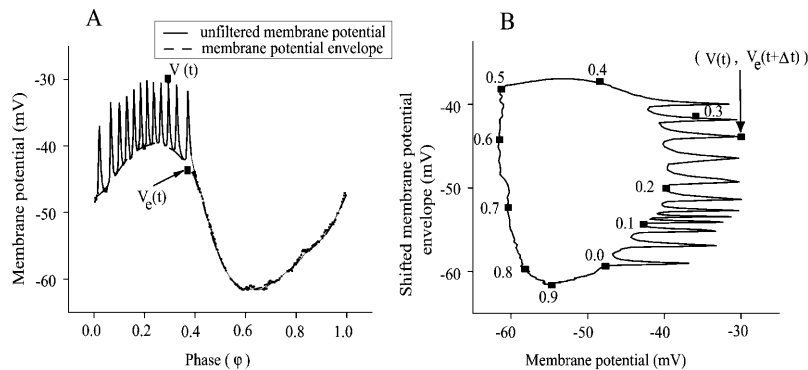 A
unfiltered membrane potential
membrane potential envelope
Membrane potential (mV)
-30
-40
-50
-60
V (t)
Ve(t)
0.0 0.2 0.4 0.6 0.8 1.0
Phase ( φ )
B
( V(t) , Ve(t+Δt) )
Shifted membrane potential
envelope (mV)
-40
-50
-60
0.5
0.4
0.3
0.6
0.2
0.7
0.1
0.0
0.8
0.9
-60 -50 -40 -30
Membrane potential (mV)